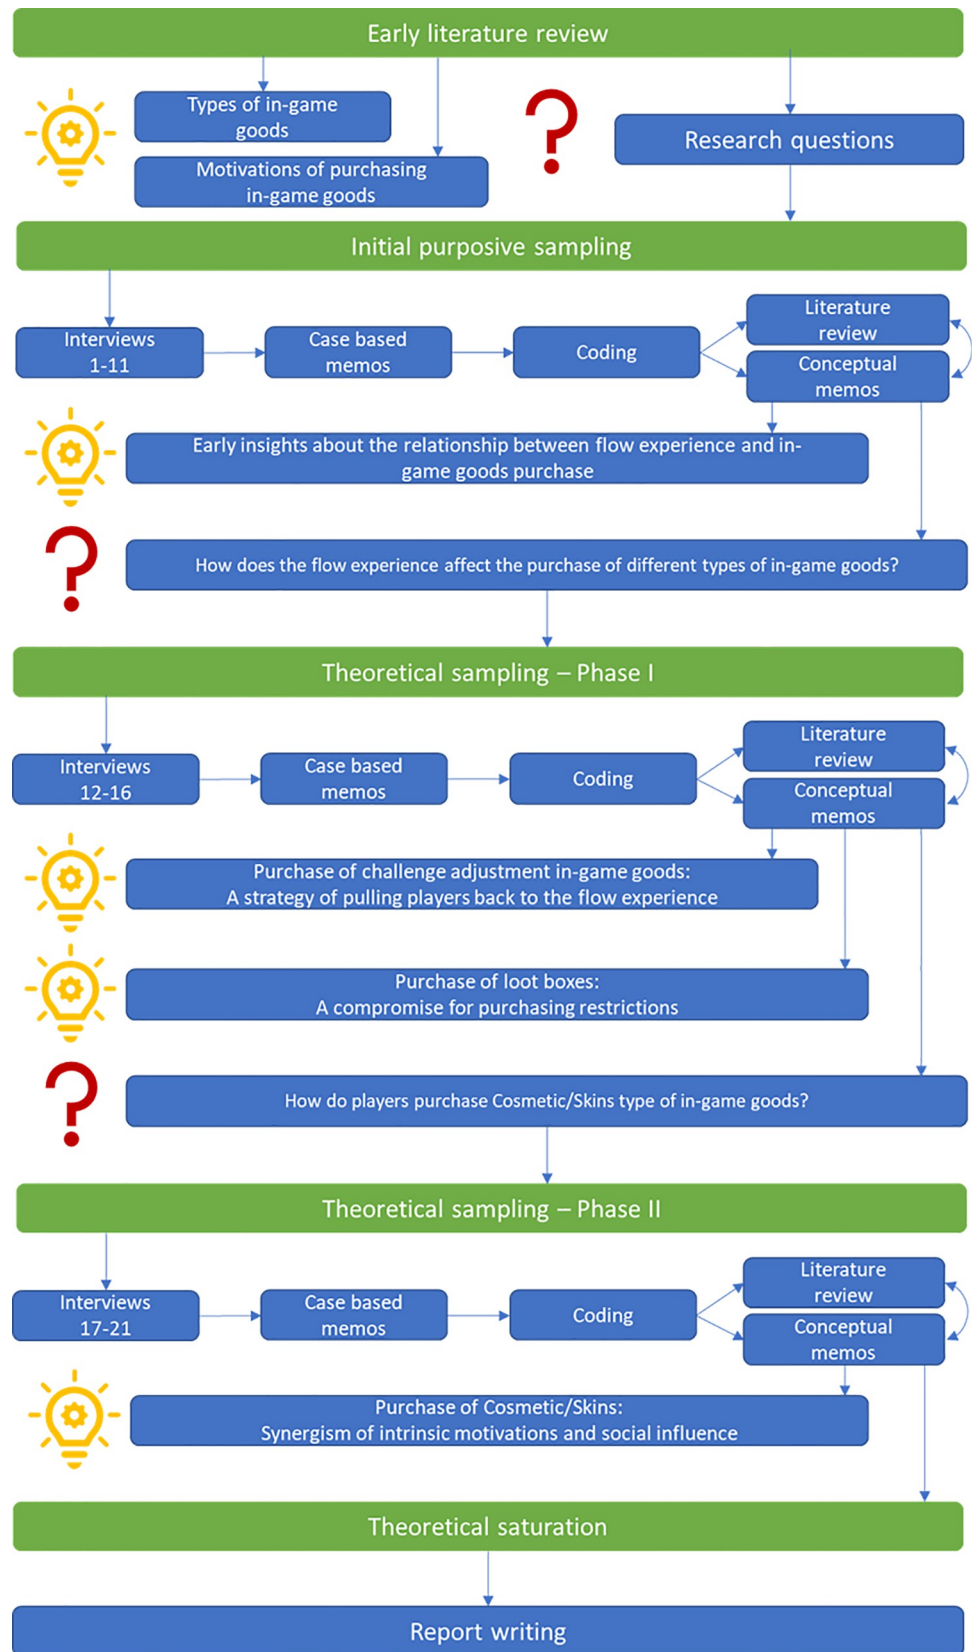 Early literature review
Types of in-game
goods
Motivations of purchasing
in-game goods
Research questions
Initial purposive sampling
Interviews
1-11
Case based
memos
Coding
Literature
review
Conceptual
memos
Early insights about the relationship between flow experience and in-
game goods purchase
How does the flow experience affect the purchase of different types of in-game goods?
Theoretical sampling – Phase I
Interviews
12-16
Case based
memos
Coding
Literature
review
Conceptual
memos
Purchase of challenge adjustment in-game goods:
A strategy of pulling players back to the flow experience
Purchase of loot boxes:
A compromise for purchasing restrictions
How do players purchase Cosmetic/Skins type of in-game goods?
Theoretical sampling – Phase II
Interviews
17-21
Case based
memos
Coding
Literature
review
Conceptual
memos
Purchase of Cosmetic/Skins:
Synergism of intrinsic motivations and social influence
Theoretical saturation
Report writing